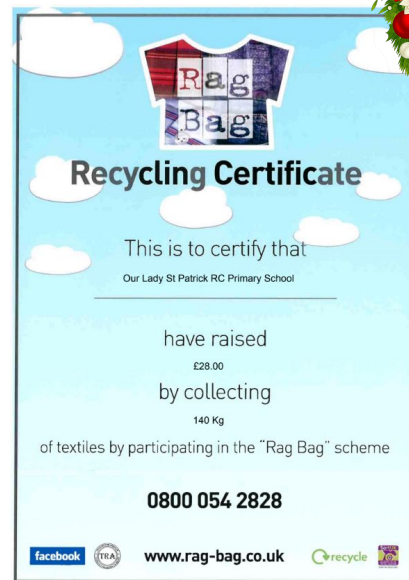 Rag
Bag
Recycling Certificate
This is to certify that
Our Lady St Patrick RC Primary School
have raised
£28.00
by collecting
140 Kg
of textiles by participating in the “Rag Bag” scheme
0800 054 2828
facebook
TRA
www.rag-bag.co.uk
recycle